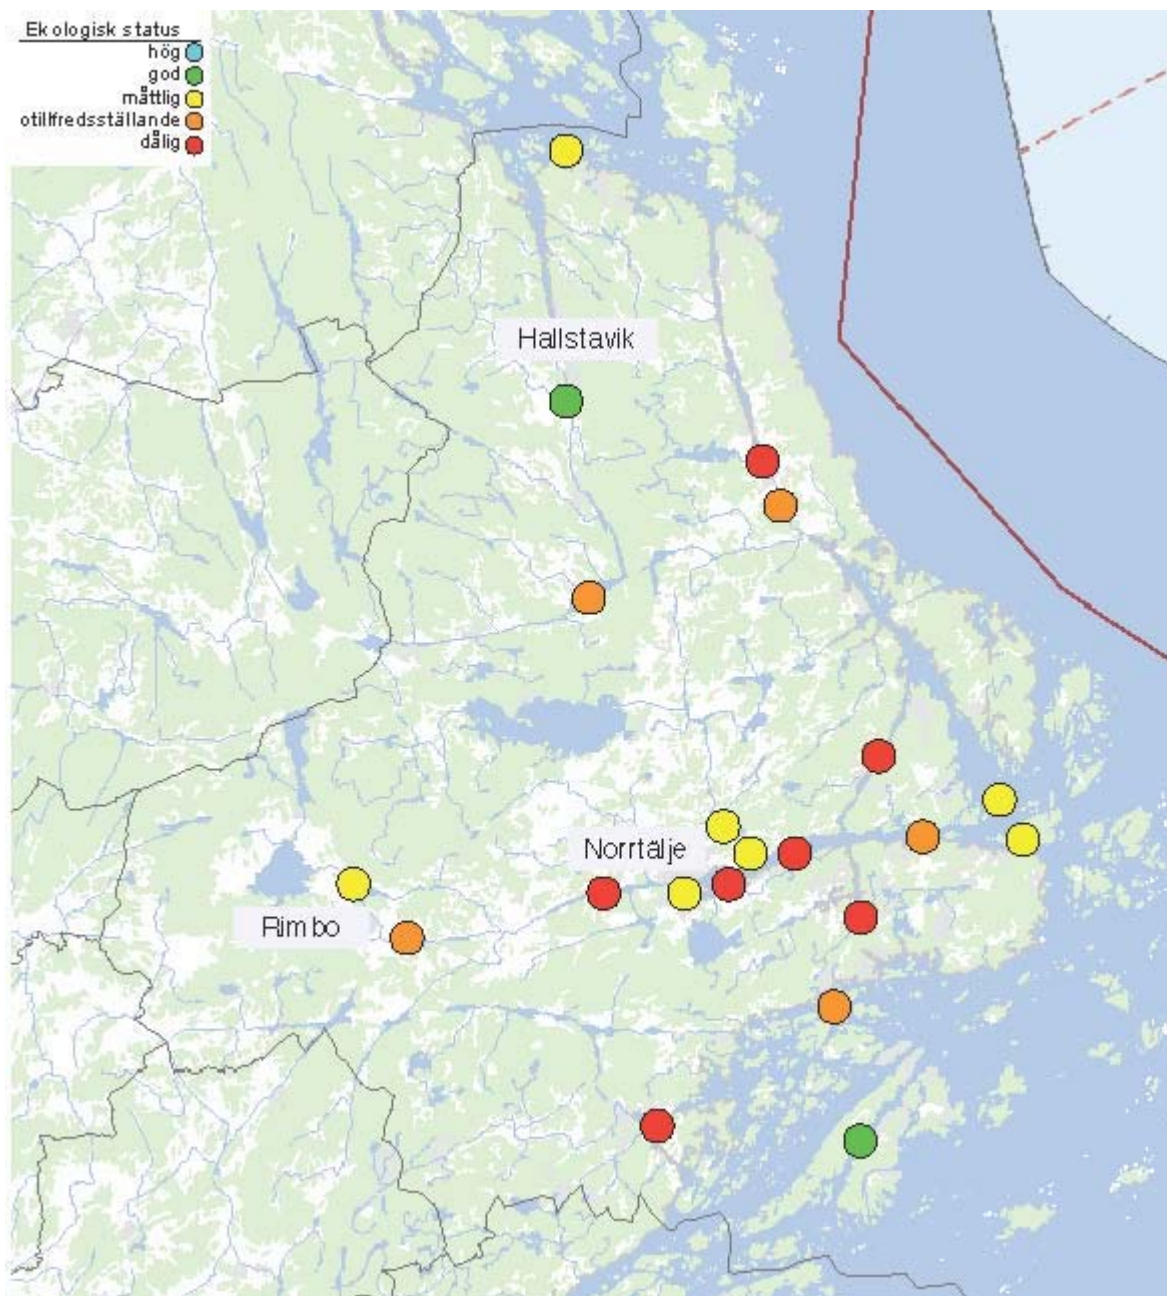 Ekologisk status
hög
god
måttlig
otillfredsställande
dålig
Hallstavik
Norrtälje
Rimbo